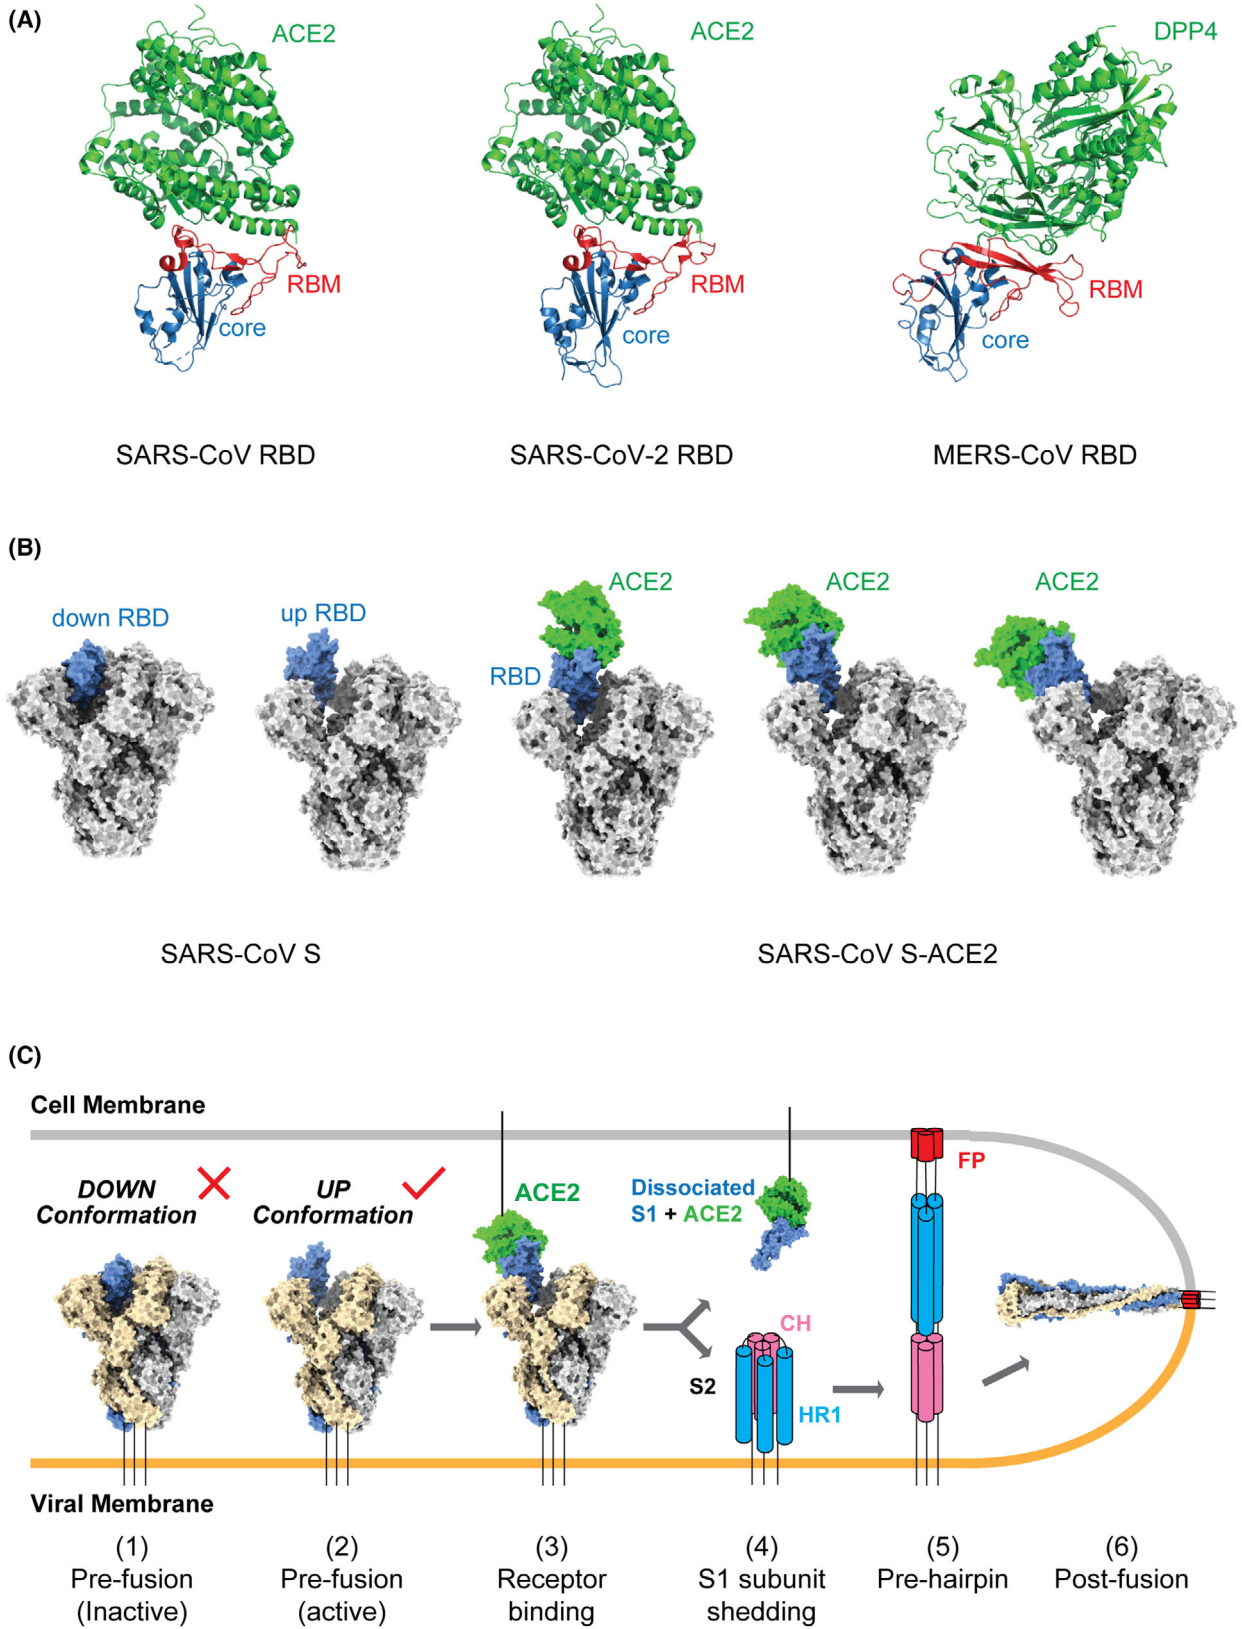 (A)
ACE2
ACE2
DPP4
RBM
RBM
RBM
core
core
core
SARS-CoV RBD
SARS-CoV-2 RBD
MERS-CoV RBD
(B)
down RBD
up RBD
ACE2
ACE2
ACE2
RBD
SARS-CoV S
SARS-CoV S-ACE2
(C)
Cell Membrane
DOWN
Conformation
UP
Conformation
ACE2
Dissociated
S1 + ACE2
FP
CH
S2
HR1
Viral Membrane
(1)
Pre-fusion
(Inactive)
(2)
Pre-fusion
(active)
(3)
Receptor
binding
(4)
S1 subunit
shedding
(5)
Pre-hairpin
(6)
Post-fusion